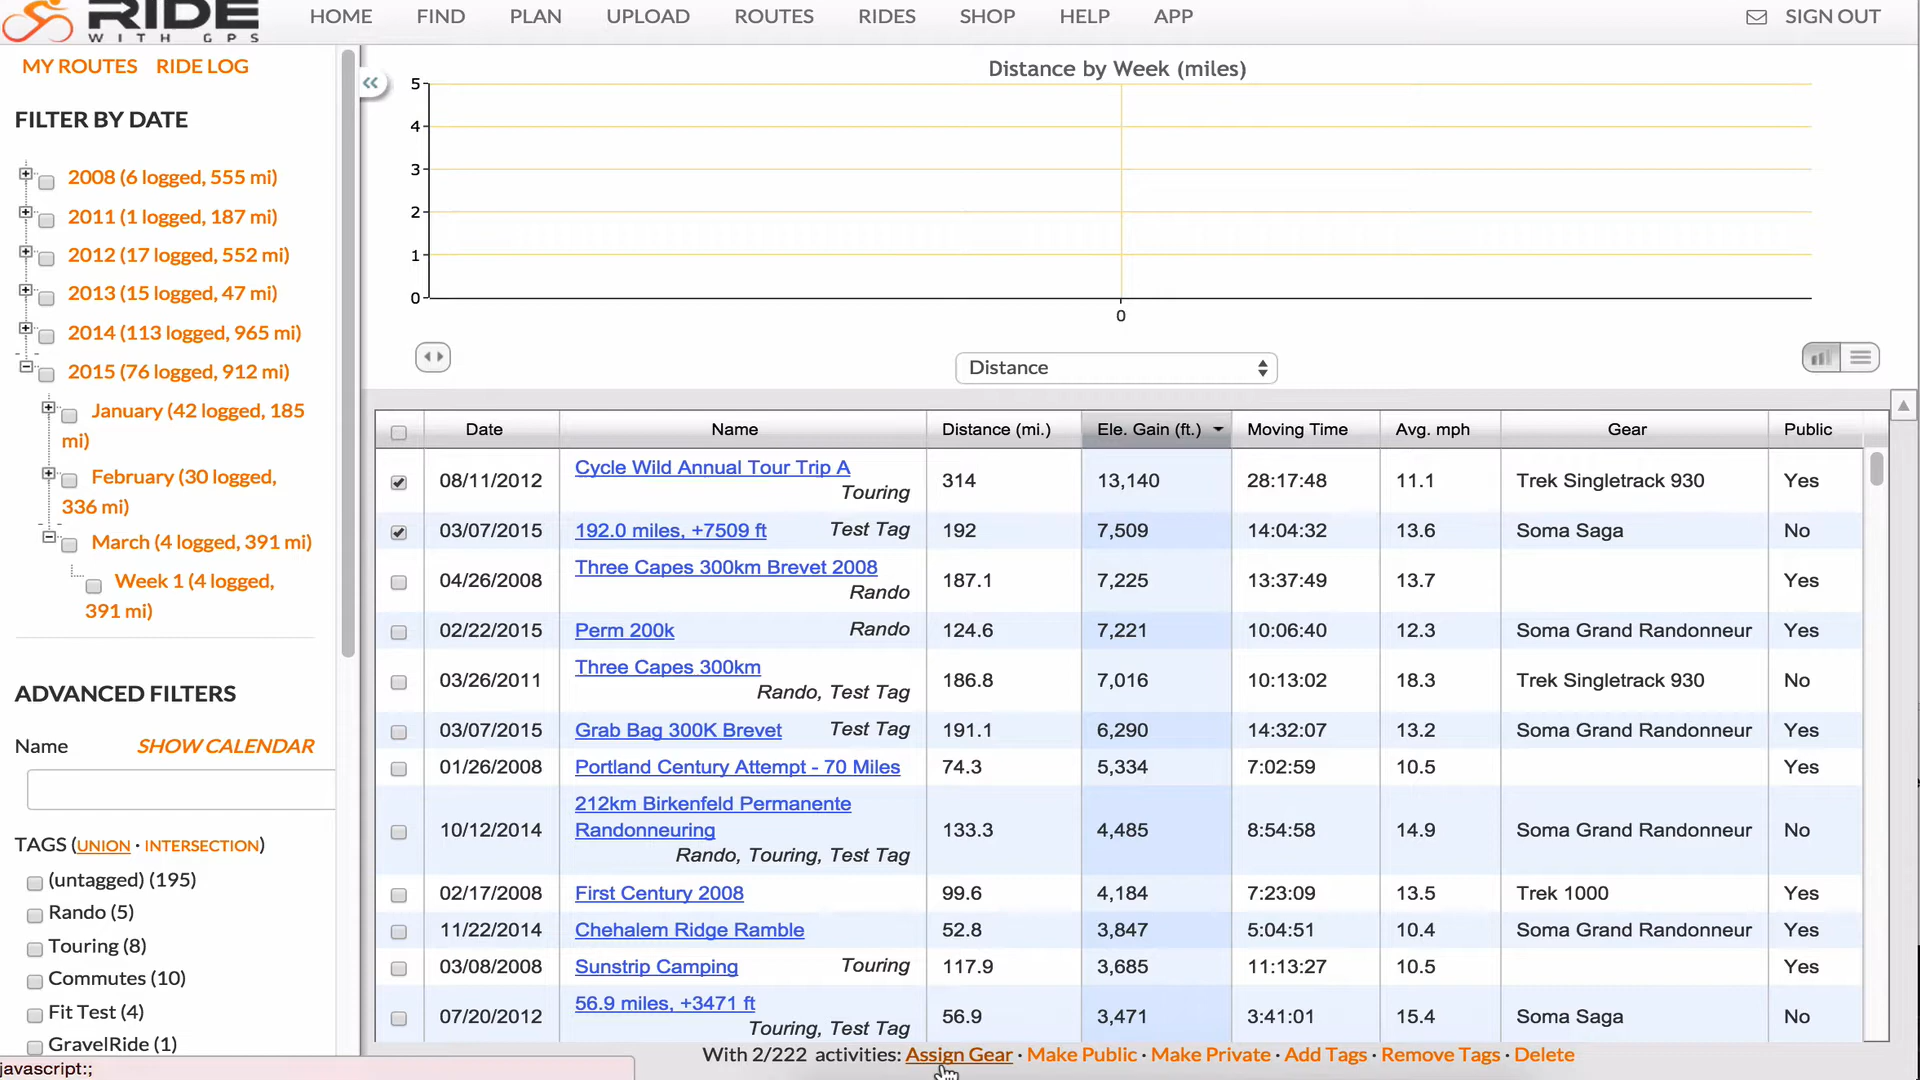 RIDE
WITH GPS
HOME FIND PLAN UPLOAD ROUTES RIDES SHOP HELP APP SIGN OUT
MY ROUTES RIDE LOG
FILTER BY DATE
2008 (6 logged, 555 mi)
2011 (1 logged, 187 mi)
2012 (17 logged, 552 mi)
2013 (15 logged, 47 mi)
2014 (113 logged, 965 mi)
2015 (76 logged, 912 mi)
January (42 logged, 185
mi)
February (30 logged,
336 mi)
March (4 logged, 391 mi)
Week 1 (4 logged,
391 mi)
ADVANCED FILTERS
Name SHOW CALENDAR
TAGS (UNION · INTERSECTION)
(untagged) (195)
Rando (5)
Touring (8)
Commutes (10)
Fit Test (4)
GravelRide (1)
javascript:;
Distance by Week (miles)
5
4
3
2
1
0
0
Distance
Date Name Distance (mi.) Ele. Gain (ft.) Moving Time Avg. mph Gear Public
08/11/2012 Cycle Wild Annual Tour Trip A Touring 314 13,140 28:17:48 11.1 Trek Singletrack 930 Yes
03/07/2015 192.0 miles, +7509 ft Test Tag 192 7,509 14:04:32 13.6 Soma Saga No
04/26/2008 Three Capes 300km Brevet 2008 Rando 187.1 7,225 13:37:49 13.7 Yes
02/22/2015 Perm 200k Rando 124.6 7,221 10:06:40 12.3 Soma Grand Randonneur Yes
03/26/2011 Three Capes 300km Rando, Test Tag 186.8 7,016 10:13:02 18.3 Trek Singletrack 930 No
03/07/2015 Grab Bag 300K Brevet Test Tag 191.1 6,290 14:32:07 13.2 Soma Grand Randonneur Yes
01/26/2008 Portland Century Attempt - 70 Miles 74.3 5,334 7:02:59 10.5 Yes
10/12/2014 212km Birkenfeld Permanente Randonneuring Rando, Touring, Test Tag 133.3 4,485 8:54:58 14.9 Soma Grand Randonneur No
02/17/2008 First Century 2008 99.6 4,184 7:23:09 13.5 Trek 1000 Yes
11/22/2014 Chehalem Ridge Ramble 52.8 3,847 5:04:51 10.4 Soma Grand Randonneur Yes
03/08/2008 Sunstrip Camping Touring 117.9 3,685 11:13:27 10.5 Yes
07/20/2012 56.9 miles, +3471 ft Touring, Test Tag 56.9 3,471 3:41:01 15.4 Soma Saga No
With 2/222 activities: Assign Gear · Make Public · Make Private · Add Tags · Remove Tags · Delete